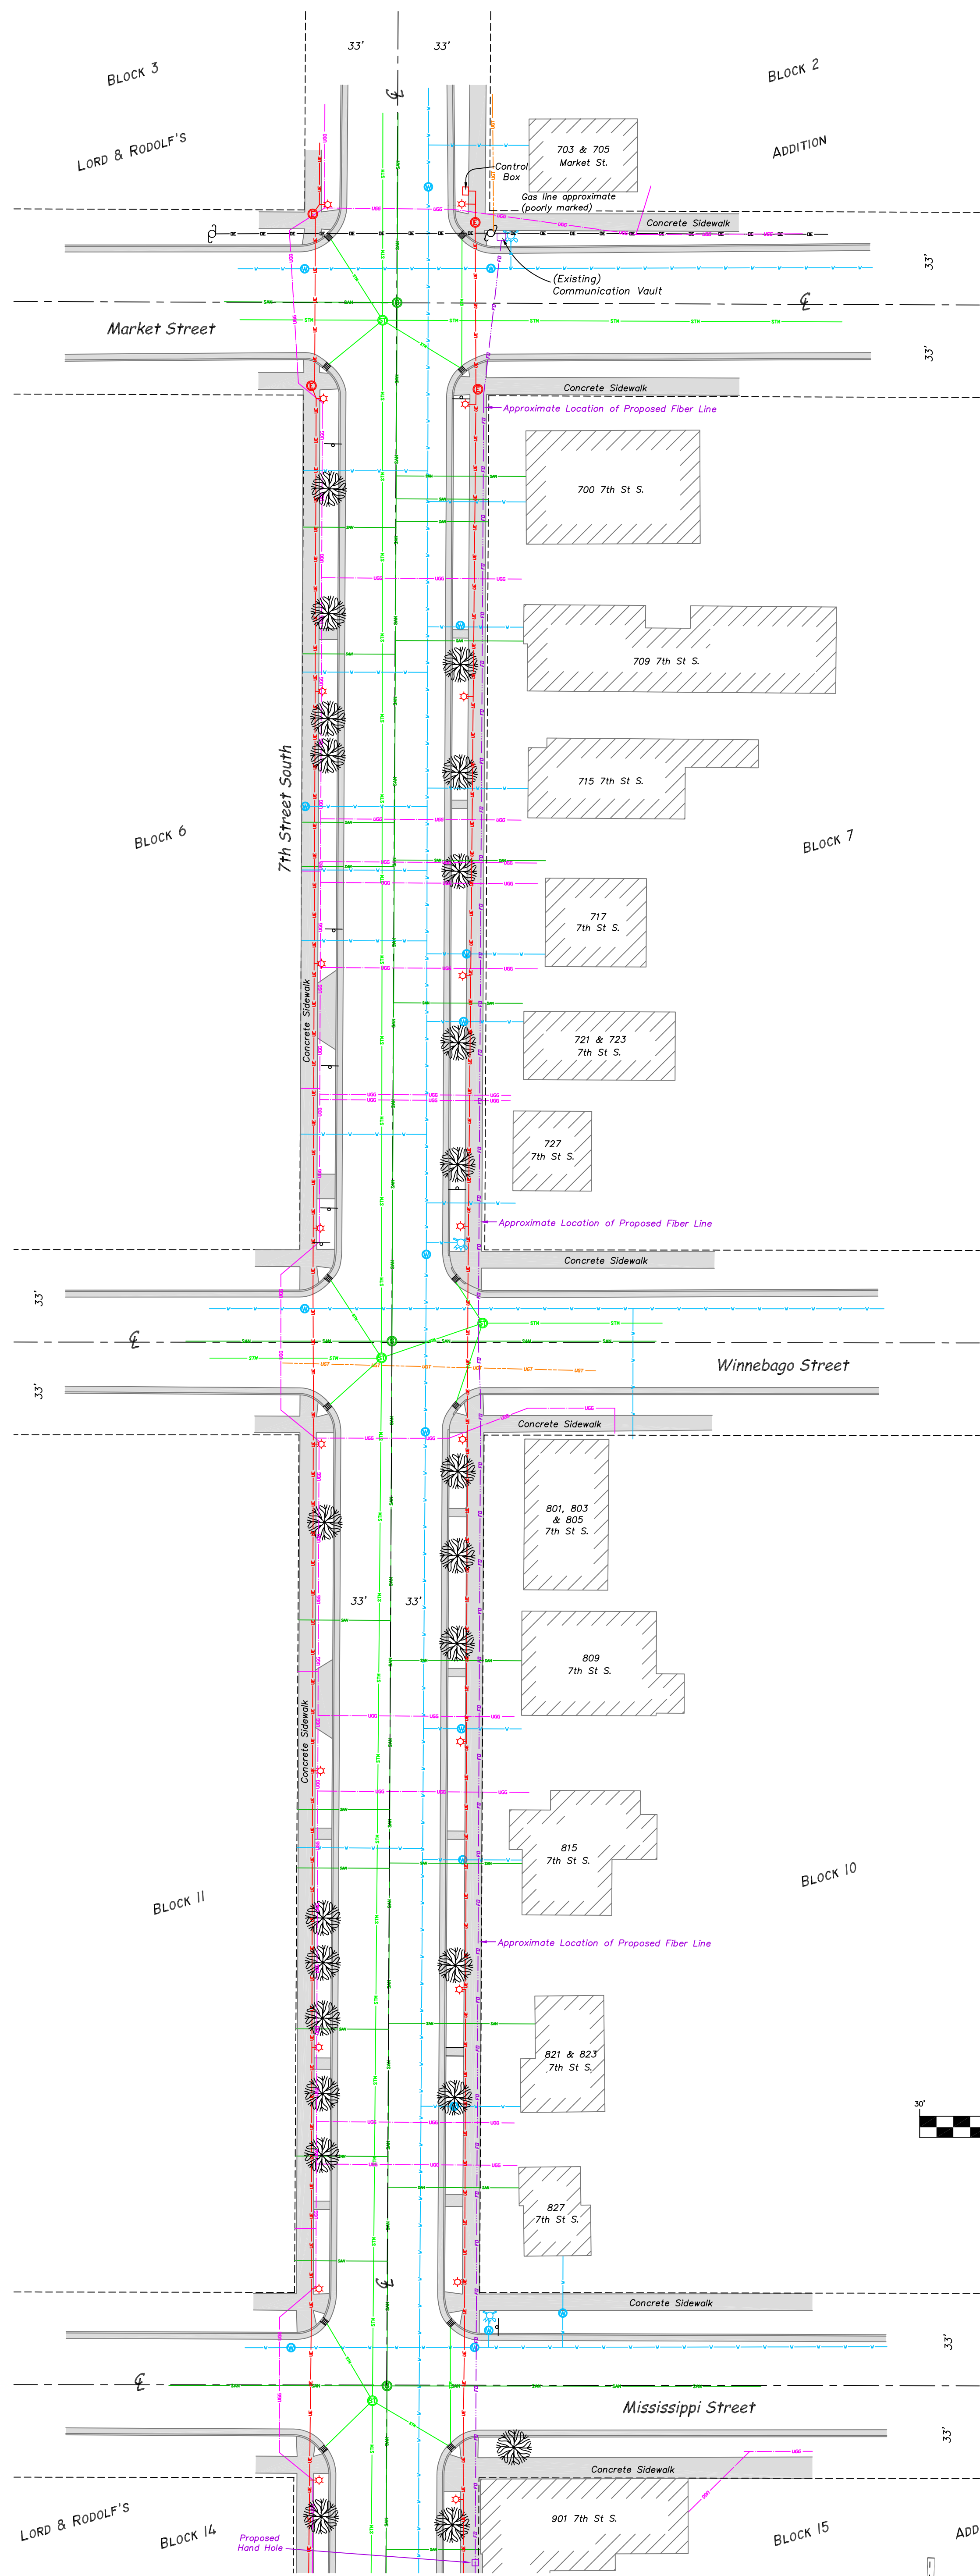 33'
33'
Block 3
Block 2
Lord & Rodolf's
Addition
703 & 705
Market St.
Control
Box
Gas line approximate
(poorly marked)
Concrete Sidewalk
(Existing)
Communication Vault
33'
Market Street
33'
Concrete Sidewalk
Approximate Location of Proposed Fiber Line
700 7th St S.
709 7th St S.
7th Street South
715 7th St S.
Block 6
Block 7
717
7th St S.
Concrete Sidewalk
721 & 723
7th St S.
727
7th St S.
Approximate Location of Proposed Fiber Line
Concrete Sidewalk
33'
Winnebago Street
33'
Concrete Sidewalk
801, 803
& 805
7th St S.
33'
33'
809
7th St S.
Concrete Sidewalk
815
7th St S.
Block 11
Block 10
Approximate Location of Proposed Fiber Line
821 & 823
7th St S.
30'
827
7th St S.
Concrete Sidewalk
33'
Mississippi Street
33'
Concrete Sidewalk
Lord & Rodolf's
Block 14
901 7th St S.
Block 15
Proposed
Hand Hole